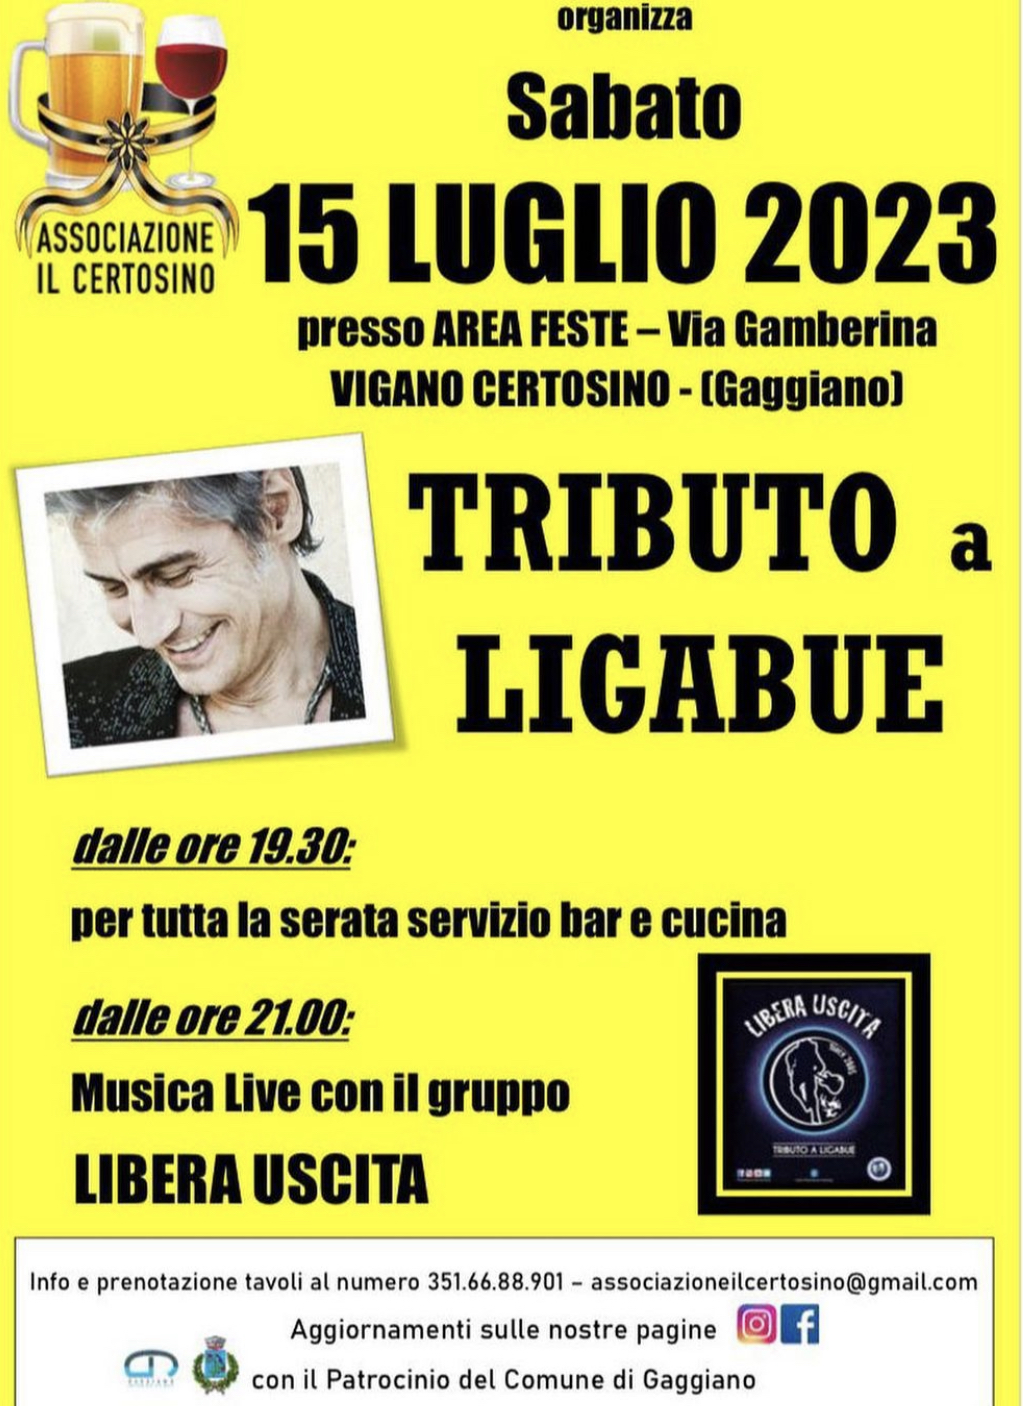 organizza
Sabato
15 LUGLIO 2023
ASSOCIAZIONE
IL CERTOSINO
presso AREA FESTE – Via Gamberina
VIGANO CERTOSINO - (Gaggiano)
TRIBUTO a
LIGABUE
dalle ore 19.30:
per tutta la serata servizio bar e cucina
dalle ore 21.00:
Musica Live con il gruppo
LIBERA USCITA
LIBERA USCITA
TRIBUTO A LIGABUE
Info e prenotazione tavoli al numero 351.66.88.901 – associazioneilcertosino@gmail.com
Aggiornamenti sulle nostre pagine
con il Patrocinio del Comune di Gaggiano